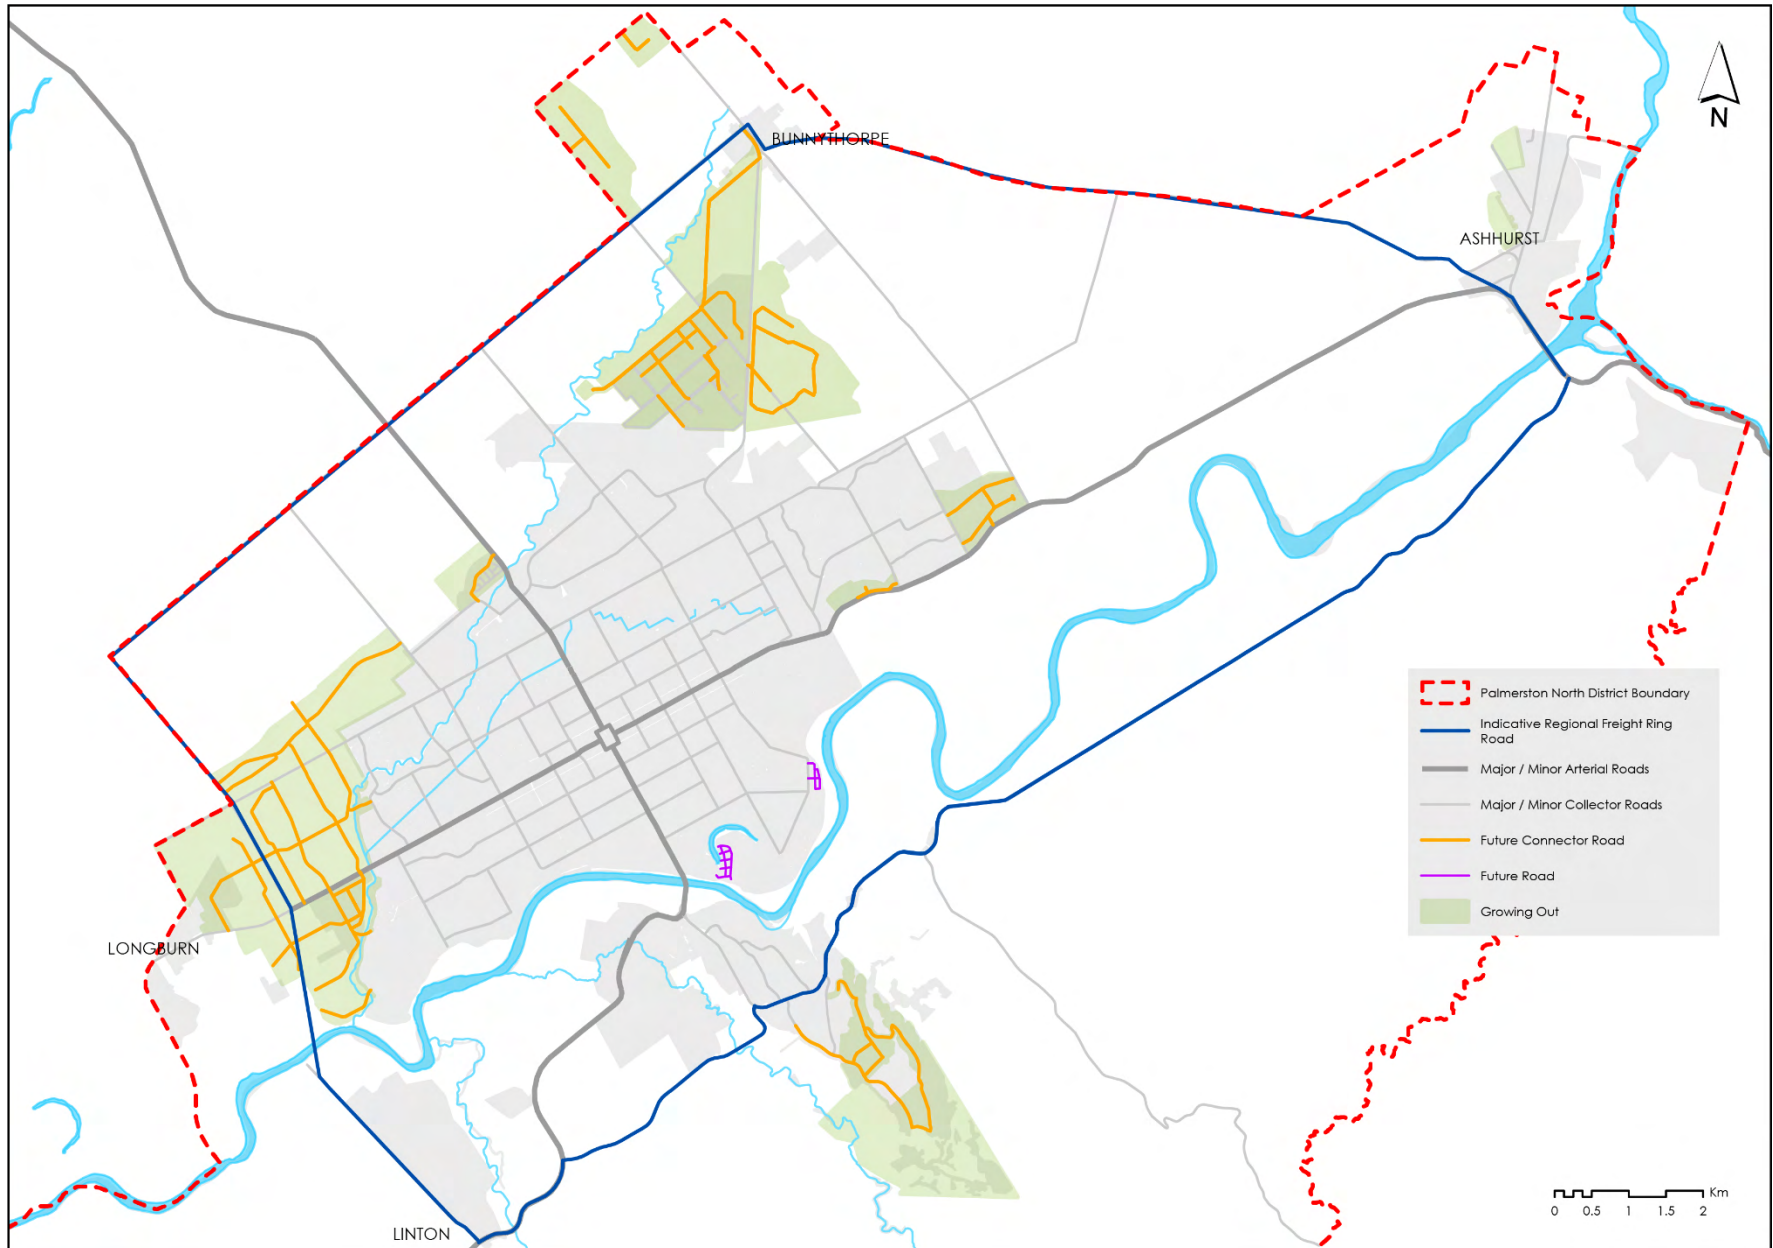 N
BUNNYTHORPE
ASHHURST
Palmerston North District Boundary
Indicative Regional Freight Ring
Road
Major / Minor Arterial Roads
Major / Minor Collector Roads
Future Connector Road
Future Road
Growing Out
LONGBURN
LINTON
Km
0 0.5 1 1.5 2